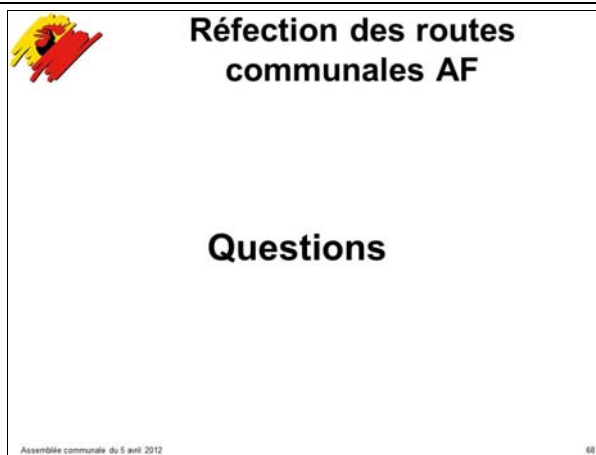 Réfection des routes
communales AF
Questions
Assemblée communale du 5 avril 2012
68